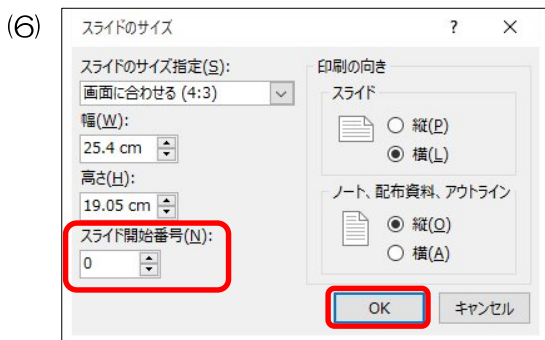 (6)
スライドのサイズ ? ×
スライドのサイズ指定(S):
画面に合わせる (4:3)
幅(W):
25.4 cm
高さ(H):
19.05 cm
スライド開始番号(N):
0
印刷の向き
スライド
縦(P)
横(L)
ノート、配布資料、アウトライン
縦(O)
横(A)
OK
キャンセル